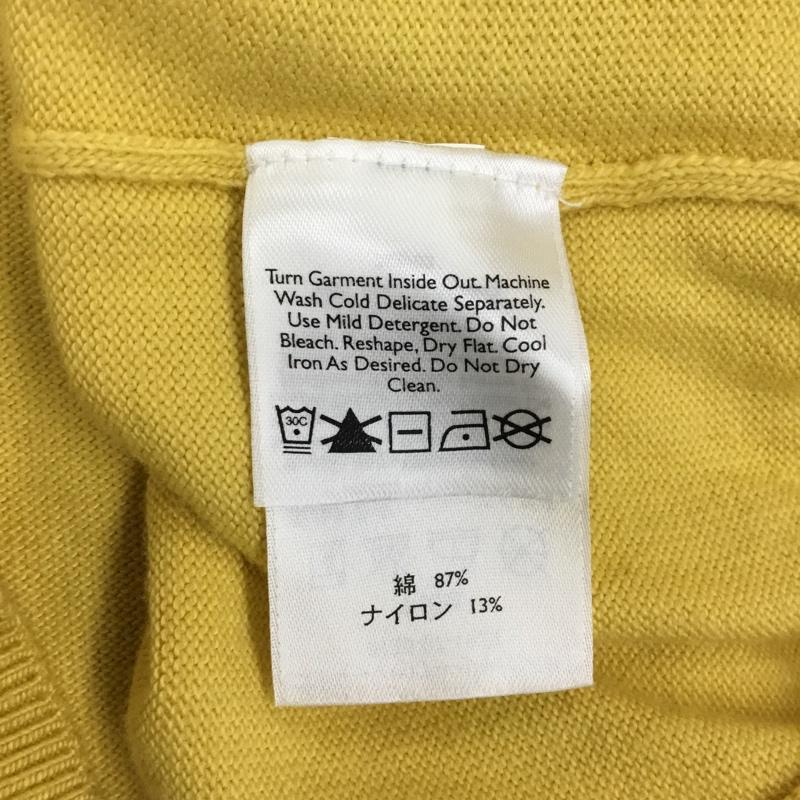 Turn Garment Inside Out. Machine
Wash Cold Delicate Separately.
Use Mild Detergent. Do Not
Bleach. Reshape, Dry Flat. Cool
Iron As Desired. Do Not Dry
Clean.
30C
綿 87%
ナイロン 13%